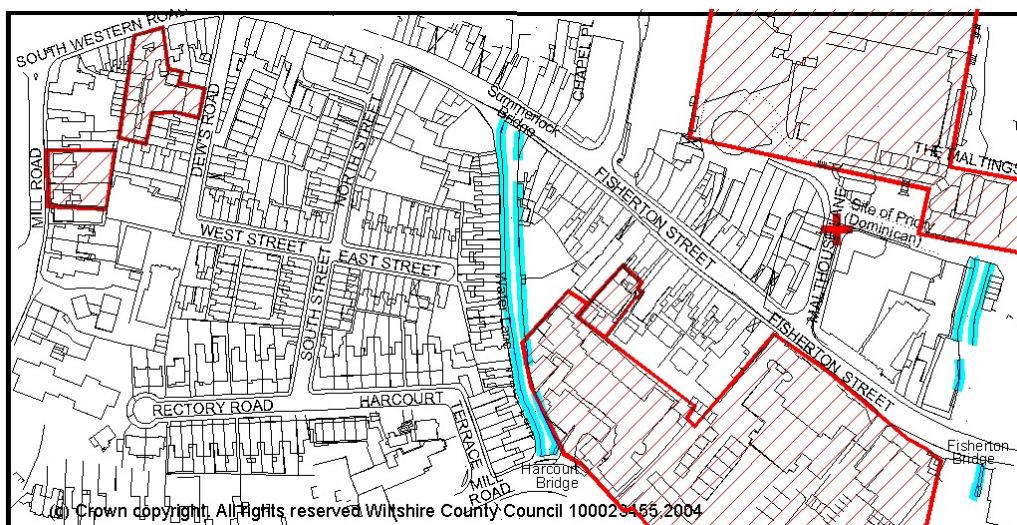 SOUTH WESTERN ROAD
CHAPEL PL
Summerlock
Bridge
MILL ROAD
DEW'S ROAD
NORTH STREET
THE MALTINGS
FISHERTON STREET
MALTHOUSE LANE
Site of Priory
(Dominican)
WEST STREET
EAST STREET
SOUTH STREET
Water Lane
FISHERTON STREET
RECTORY ROAD
HARCOURT
TERRACE
MILL
ROAD
Harcourt
Bridge
Fisherton
Bridge
(c) Crown copyright. All rights reserved Wiltshire County Council 100023455,2004